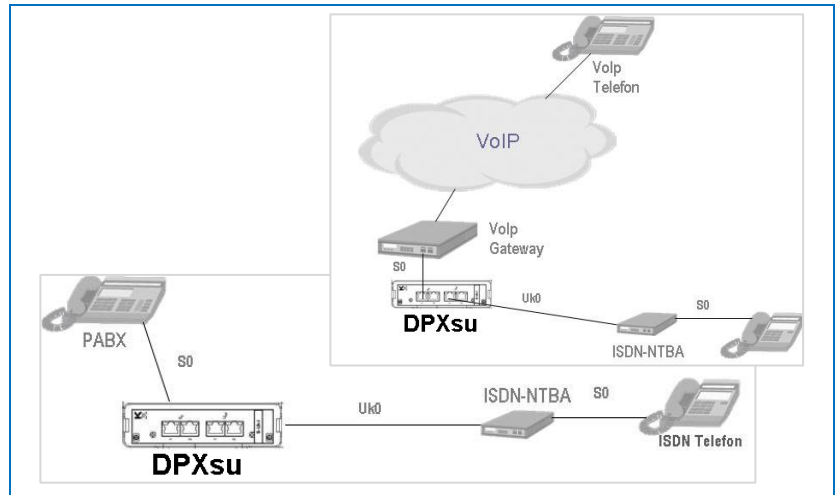 VoIp
Telefon
VoIP
VoIp
Gateway
S0
DPXsu
Uk0
S0
ISDN-NTBA
PABX
S0
Uk0
ISDN-NTBA
S0
ISDN Telefon
DPXsu